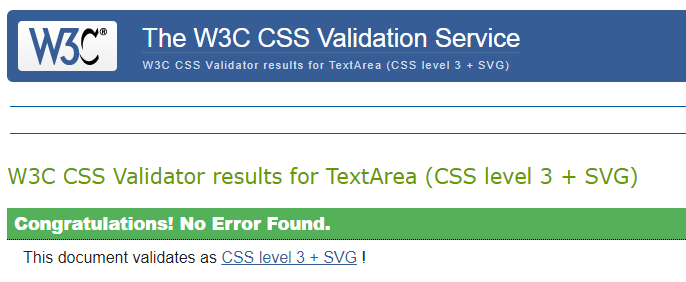 W3C®
The W3C CSS Validation Service
W3C CSS Validator results for TextArea (CSS level 3 + SVG)
W3C CSS Validator results for TextArea (CSS level 3 + SVG)
Congratulations! No Error Found.
This document validates as CSS level 3 + SVG !